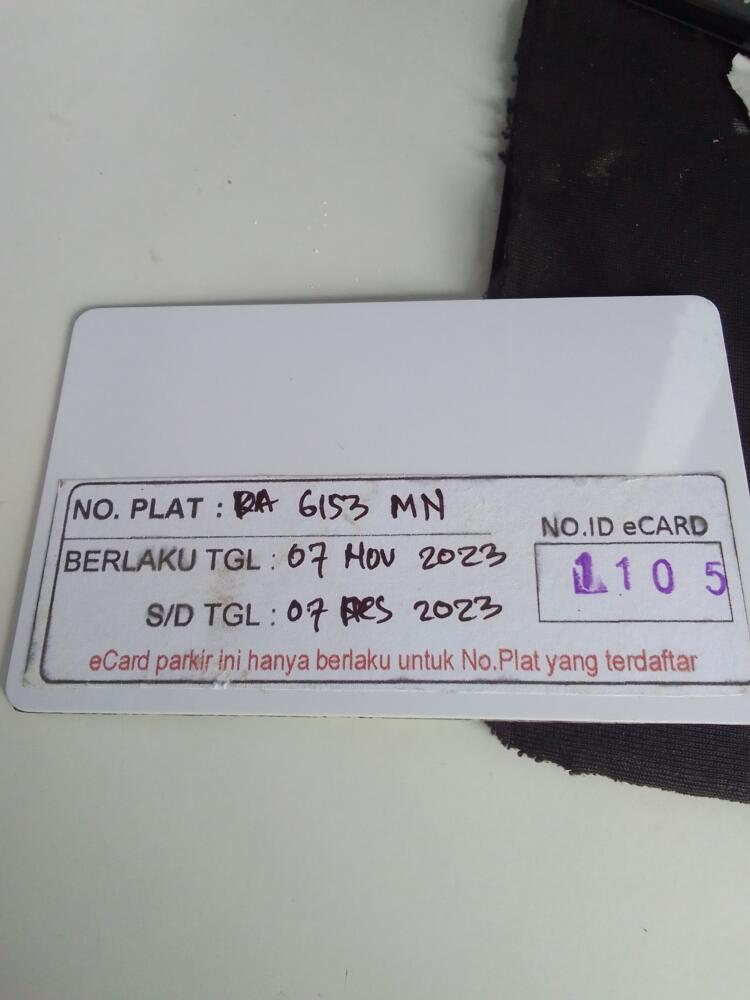 NO. PLAT : DA 6153 MN
NO.ID eCARD
BERLAKU TGL : 07 NOV 2023
1105
S/D TGL : 07 DES 2023
eCard parkir ini hanya berlaku untuk No.Plat yang terdaftar